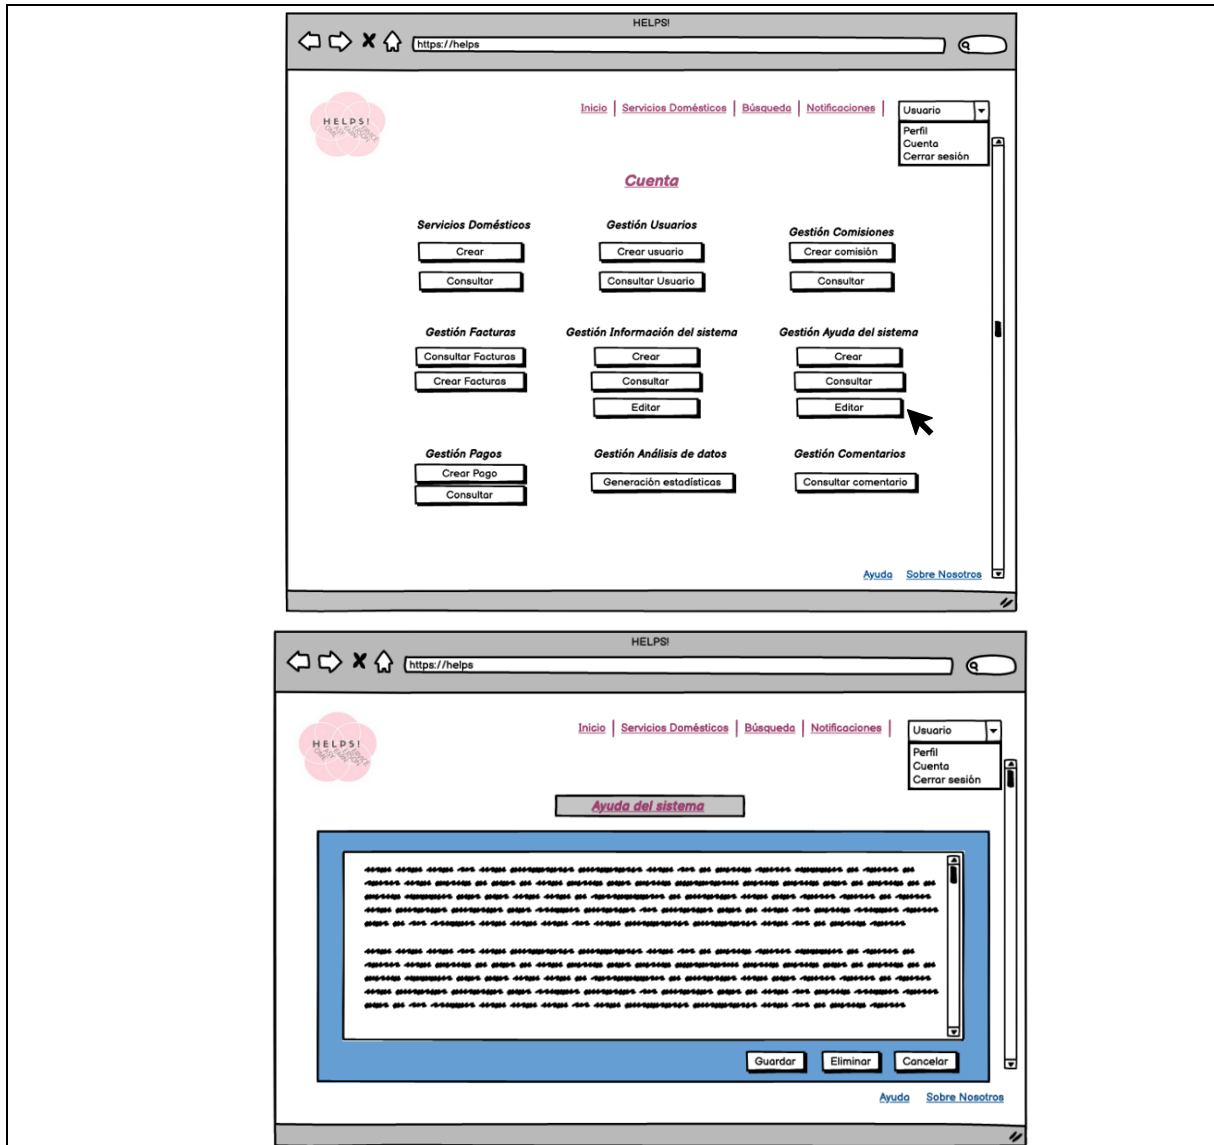 HELPS!
https://helps
HELPS!
Inicio | Servicios Domésticos | Búsqueda | Notificaciones |
Usuario
Perfil
Cuenta
Cerrar sesión
Cuenta
Servicios Domésticos
Crear
Consultar
Gestión Usuarios
Crear usuario
Consultar Usuario
Gestión Comisiones
Crear comisión
Consultar
Gestión Facturas
Consultar Facturas
Crear Facturas
Gestión Información del sistema
Crear
Consultar
Editar
Gestión Ayuda del sistema
Crear
Consultar
Editar
Gestión Pagos
Crear Pago
Consultar
Gestión Análisis de datos
Generación estadísticas
Gestión Comentarios
Consultar comentario
Ayuda Sobre Nosotros
HELPS!
https://helps
HELPS!
Inicio | Servicios Domésticos | Búsqueda | Notificaciones |
Usuario
Perfil
Cuenta
Cerrar sesión
Ayuda del sistema
Guardar Eliminar Cancelar
Ayuda Sobre Nosotros